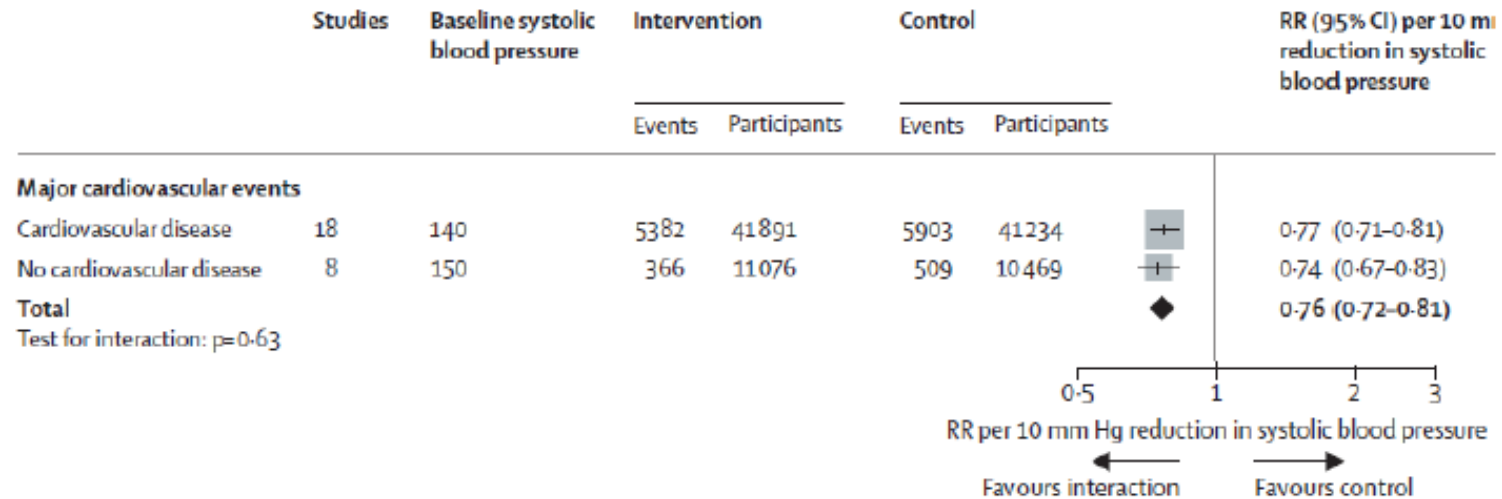 Studies Baseline systolic blood pressure Intervention Control RR (95% CI) per 10 m reduction in systolic blood pressure
Events Participants Events Participants
Major cardiovascular events
Cardiovascular disease 18 140 5382 41891 5903 41234 0·77 (0·71–0·81)
No cardiovascular disease 8 150 366 11076 509 10469 0·74 (0·67–0·83)
Total 0·76 (0·72–0·81)
Test for interaction: p=0·63
0·5 1 2 3
RR per 10 mm Hg reduction in systolic blood pressure
Favours interaction Favours control